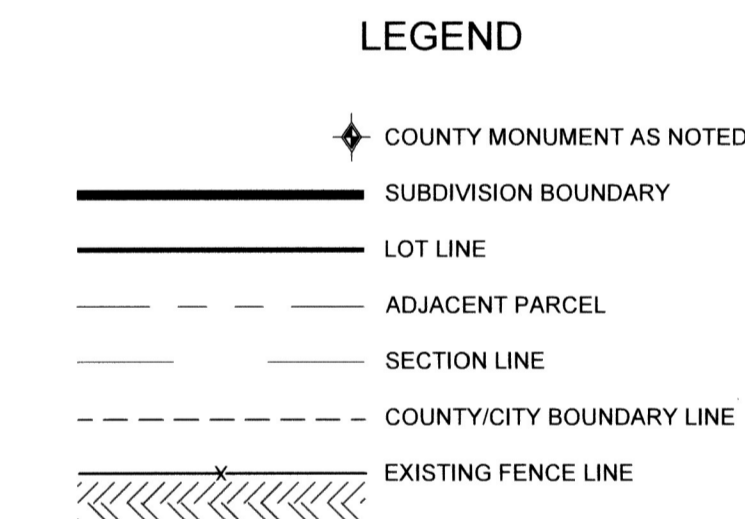 LEGEND
COUNTY MONUMENT AS NOTED
SUBDIVISION BOUNDARY
LOT LINE
ADJACENT PARCEL
SECTION LINE
COUNTY/CITY BOUNDARY LINE
EXISTING FENCE LINE